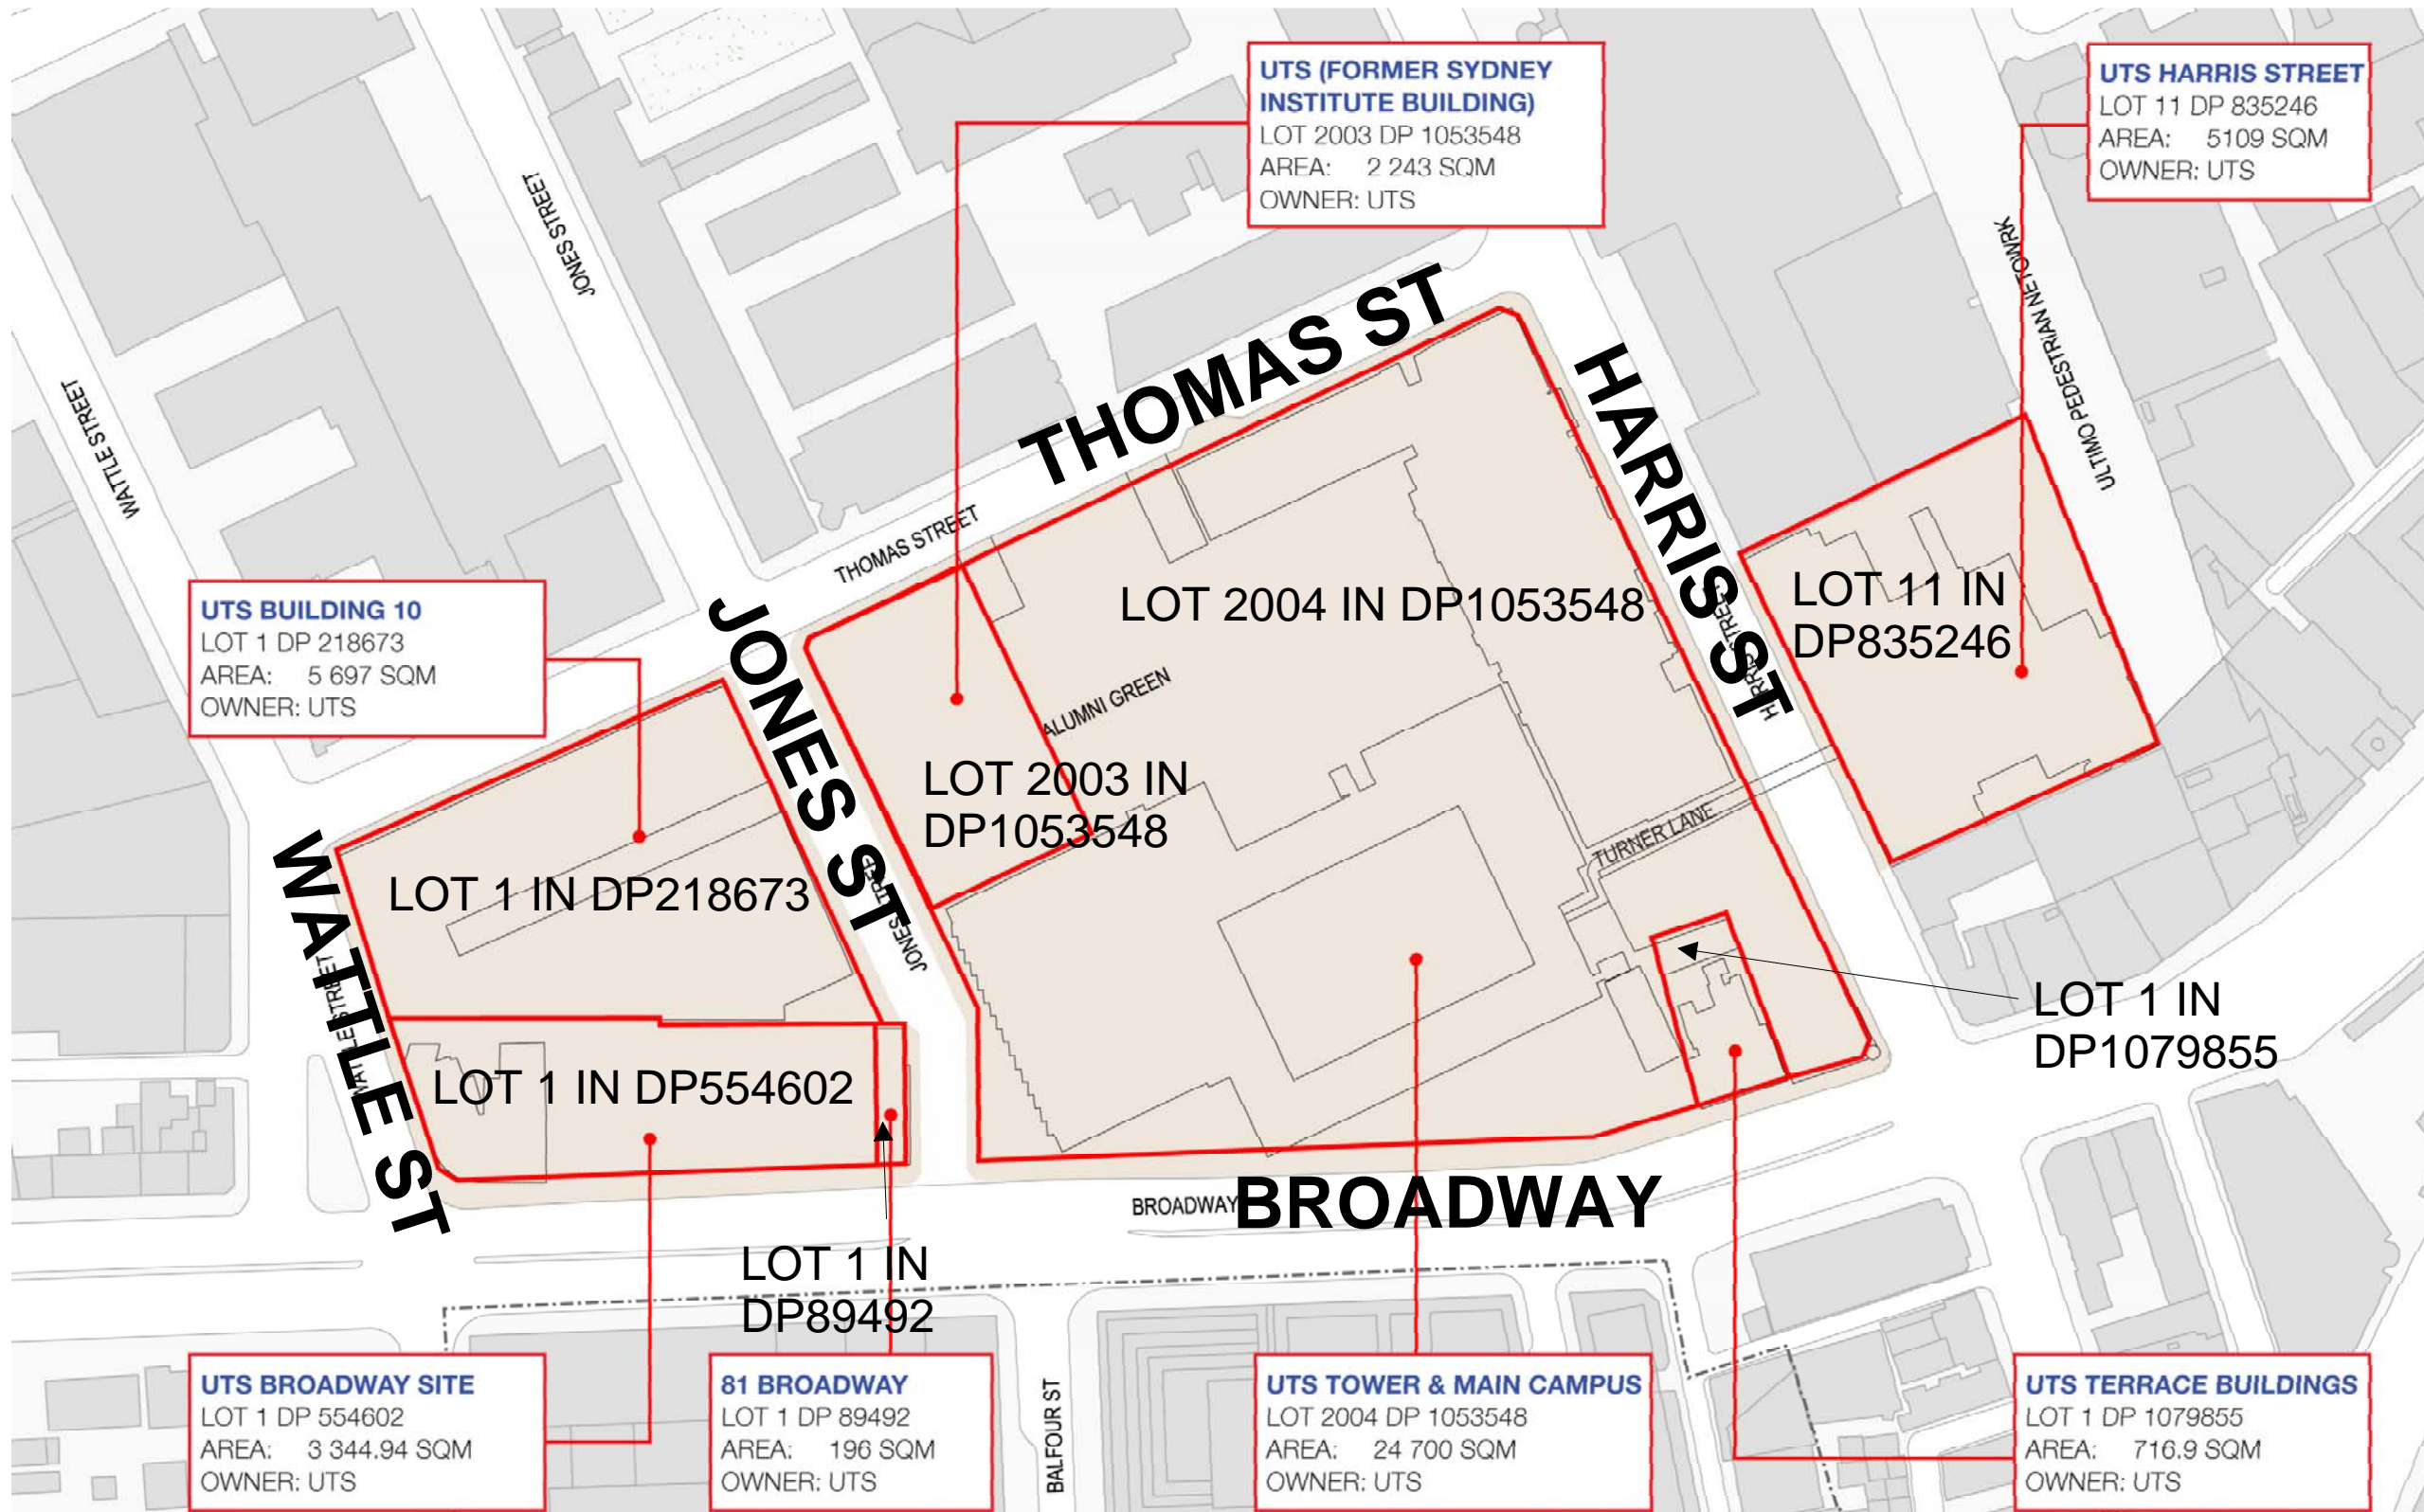 UTS (FORMER SYDNEY
INSTITUTE BUILDING)
LOT 2003 DP 1053548
AREA: 2 243 SQM
OWNER: UTS
UTS HARRIS STREET
LOT 11 DP 835246
AREA: 5109 SQM
OWNER: UTS
JONES STREET
ULTIMO PEDESTRIAN NETOWRK
WATTLE STREET
THOMAS ST
HARRIS ST
THOMAS STREET
UTS BUILDING 10
LOT 1 DP 218673
AREA: 5 697 SQM
OWNER: UTS
JONES ST
LOT 2004 IN DP1053548
LOT 11 IN
DP835246
HARRIS STREET
ALUMNI GREEN
LOT 2003 IN
DP1053548
TURNER LANE
WATTLE ST
LOT 1 IN DP218673
JONES STREET
WATTLE STREET
LOT 1 IN
DP1079855
LOT 1 IN DP554602
BROADWAY
BROADWAY
LOT 1 IN
DP89492
UTS BROADWAY SITE
LOT 1 DP 554602
AREA: 3 344.94 SQM
OWNER: UTS
81 BROADWAY
LOT 1 DP 89492
AREA: 196 SQM
OWNER: UTS
BALFOUR ST
UTS TOWER & MAIN CAMPUS
LOT 2004 DP 1053548
AREA: 24 700 SQM
OWNER: UTS
UTS TERRACE BUILDINGS
LOT 1 DP 1079855
AREA: 716.9 SQM
OWNER: UTS